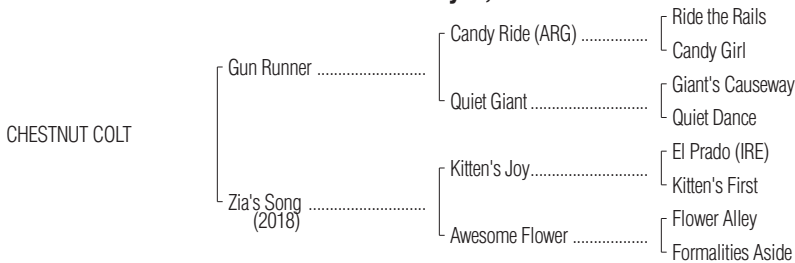 Ride the Rails
Candy Ride (ARG) ................
Candy Girl
Gun Runner ..........................
Giant's Causeway
Quiet Giant ............................
Quiet Dance
CHESTNUT COLT
El Prado (IRE)
Kitten's Joy............................
Kitten's First
Zia's Song ............................
(2018)
Flower Alley
Awesome Flower ..................
Formalities Aside